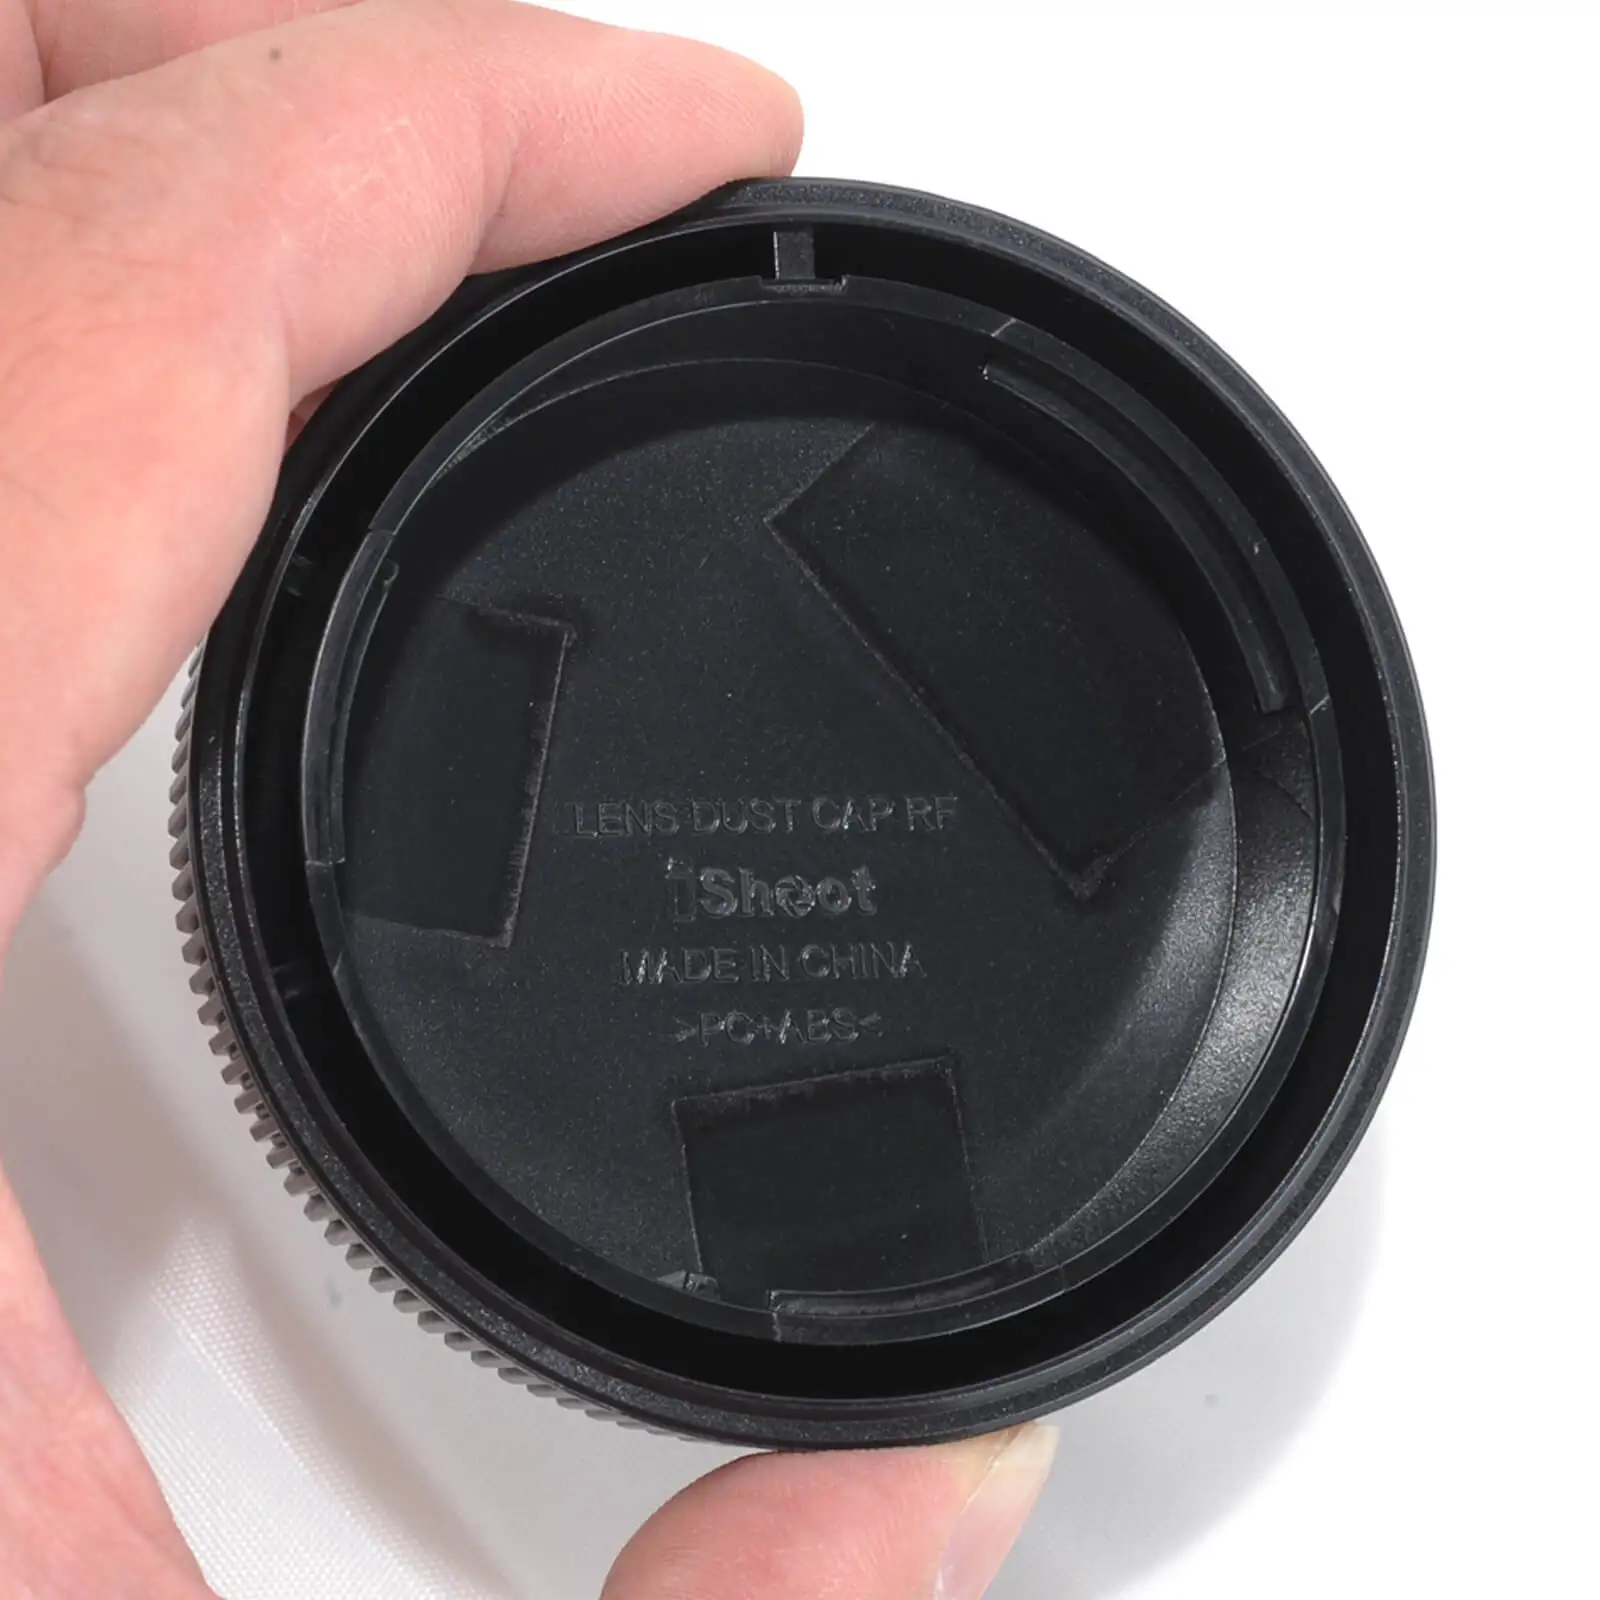 LENS DUST CAP RF
iShoot
MADE IN CHINA
>PC+ABS<